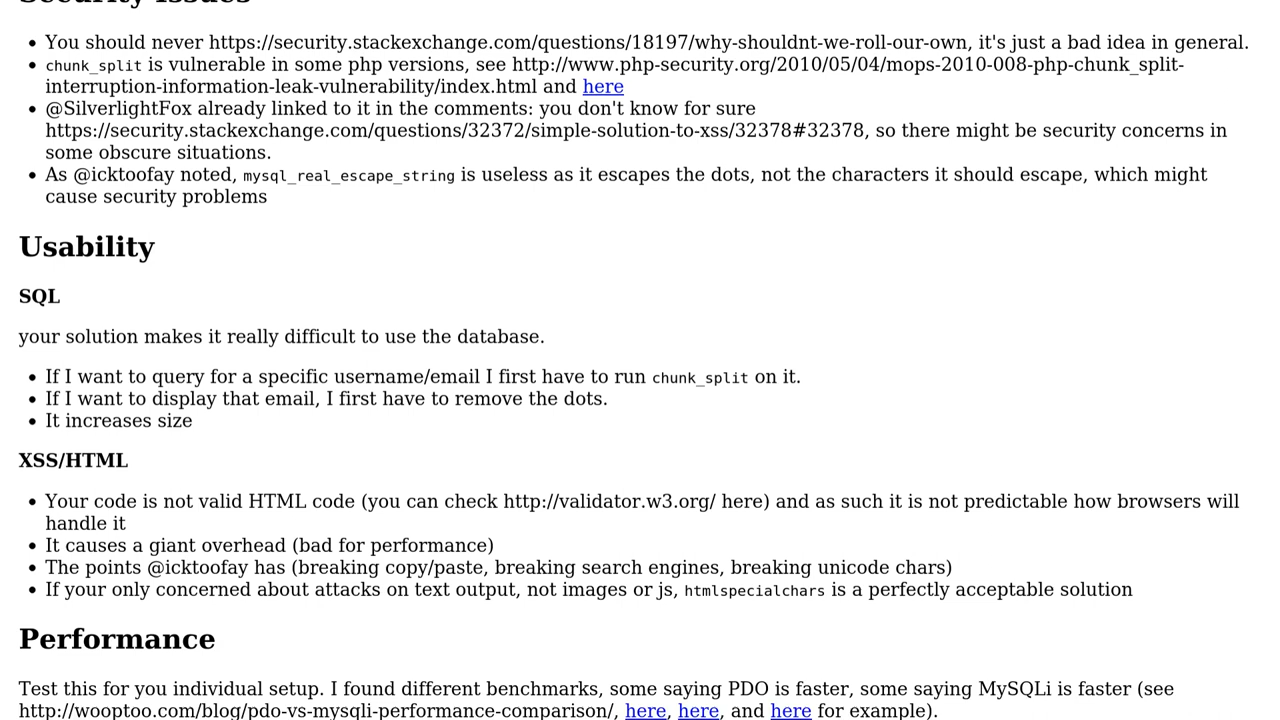 Security Issues
You should never https://security.stackexchange.com/questions/18197/why-shouldnt-we-roll-our-own, it's just a bad idea in general.
chunk_split is vulnerable in some php versions, see http://www.php-security.org/2010/05/04/mops-2010-008-php-chunk_split-
interruption-information-leak-vulnerability/index.html and here
@SilverlightFox already linked to it in the comments: you don't know for sure
https://security.stackexchange.com/questions/32372/simple-solution-to-xss/32378#32378, so there might be security concerns in
some obscure situations.
As @icktoofay noted, mysql_real_escape_string is useless as it escapes the dots, not the characters it should escape, which might
cause security problems
Usability
SQL
your solution makes it really difficult to use the database.
If I want to query for a specific username/email I first have to run chunk_split on it.
If I want to display that email, I first have to remove the dots.
It increases size
XSS/HTML
Your code is not valid HTML code (you can check http://validator.w3.org/ here) and as such it is not predictable how browsers will
handle it
It causes a giant overhead (bad for performance)
The points @icktoofay has (breaking copy/paste, breaking search engines, breaking unicode chars)
If your only concerned about attacks on text output, not images or js, htmlspecialchars is a perfectly acceptable solution
Performance
Test this for you individual setup. I found different benchmarks, some saying PDO is faster, some saying MySQLi is faster (see
http://wooptoo.com/blog/pdo-vs-mysqli-performance-comparison/, here, here, and here for example).